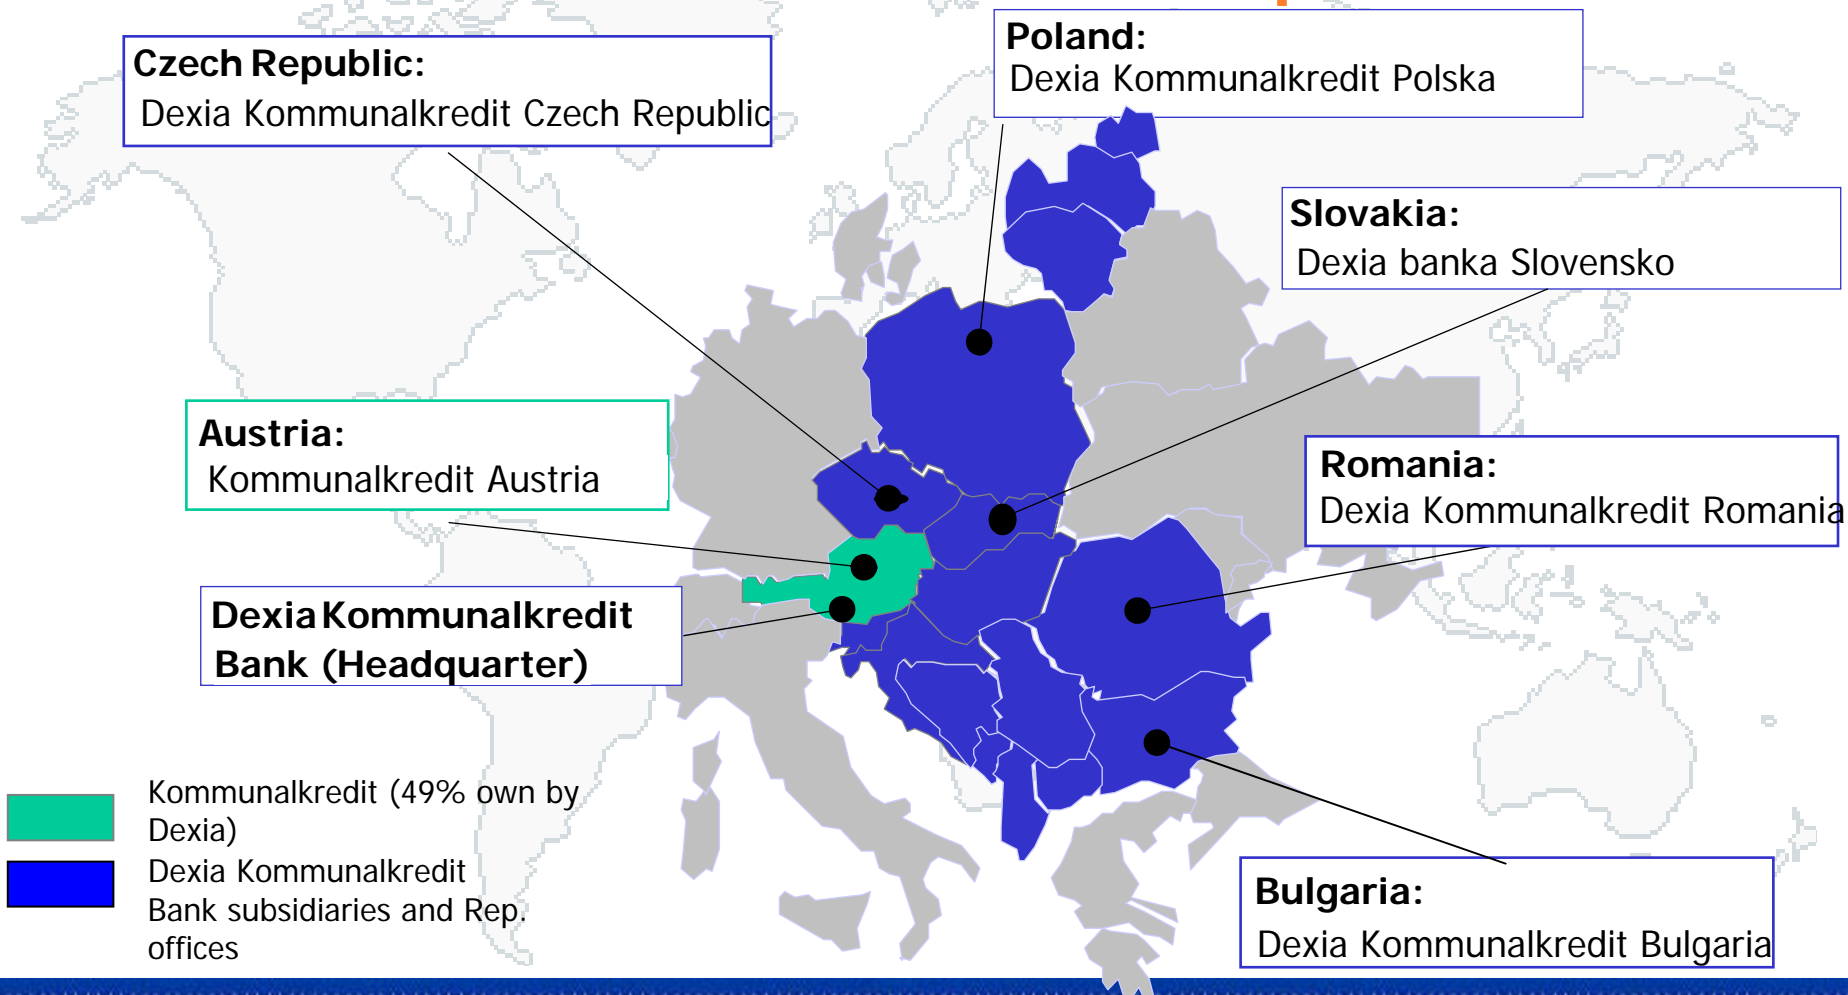 Czech Republic:
Dexia Kommunalkredit Czech Republic
Poland:
Dexia Kommunalkredit Polska
Slovakia:
Dexia banka Slovensko
Austria:
Kommunalkredit Austria
Romania:
Dexia Kommunalkredit Romania
Dexia Kommunalkredit
Bank (Headquarter)
Kommunalkredit (49% own by
Dexia)
Dexia Kommunalkredit
Bank subsidiaries and Rep.
offices
Bulgaria:
Dexia Kommunalkredit Bulgaria